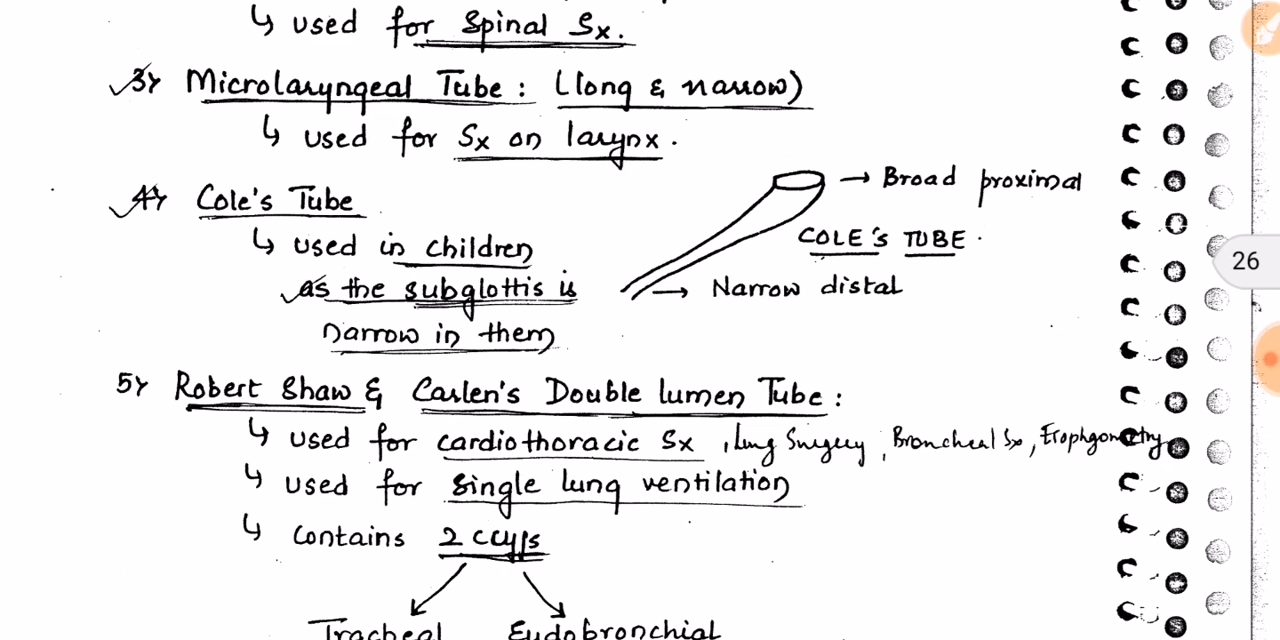 ↳ used for Spinal Sx.
3) Microlaryngeal Tube : (long & narrow)
↳ used for Sx on larynx.
→ Broad proximal
4) Cole's Tube
COLE'S TUBE.
↳ used in children
as the subglottis is
→ Narrow distal
narrow in them
26
5) Robert Shaw & Carlen's Double lumen Tube :
↳ used for cardiothoracic Sx, lung Surgery, Broncheal Sx,
↳ used for single lung ventilation
↳ contains 2 cuffs
Tracheal Endobronchial